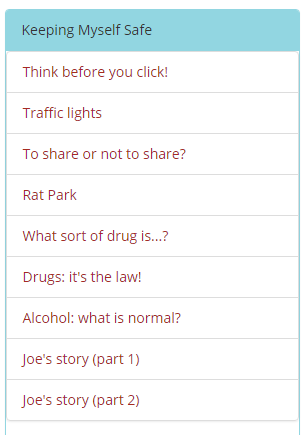 Keeping Myself Safe
Think before you click!
Traffic lights
To share or not to share?
Rat Park
What sort of drug is...?
Drugs: it's the law!
Alcohol: what is normal?
Joe's story (part 1)
Joe's story (part 2)